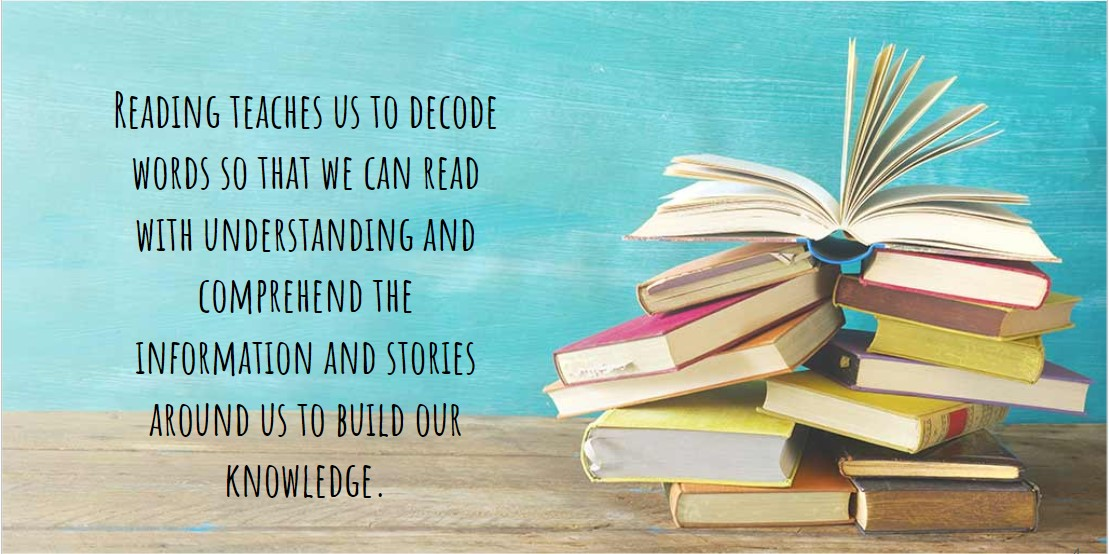 Reading teaches us to decode
words so that we can read
with understanding and
comprehend the
information and stories
around us to build our
knowledge.